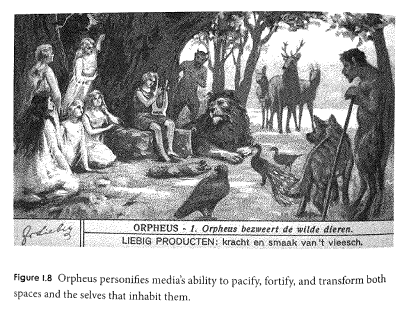 J. v. Liebig
ORPHEUS - 1. Orpheus bezweert de wilde dieren.
LIEBIG PRODUCTEN: kracht en smaak van 't vleesch.
Figure 1.8 Orpheus personifies media's ability to pacify, fortify, and transform both
spaces and the selves that inhabit them.